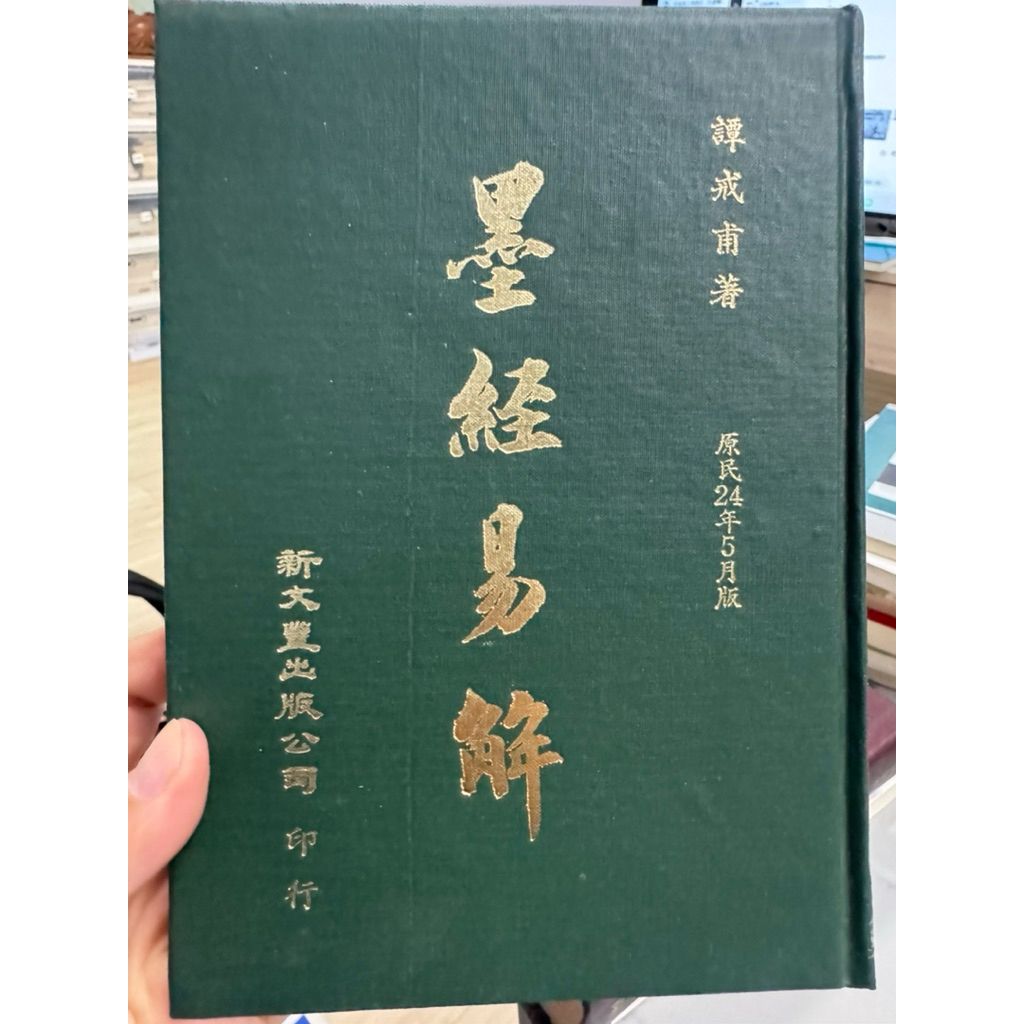 譚戒甫著
原民24年5月版
墨經易解
新文豐出版公司 印行